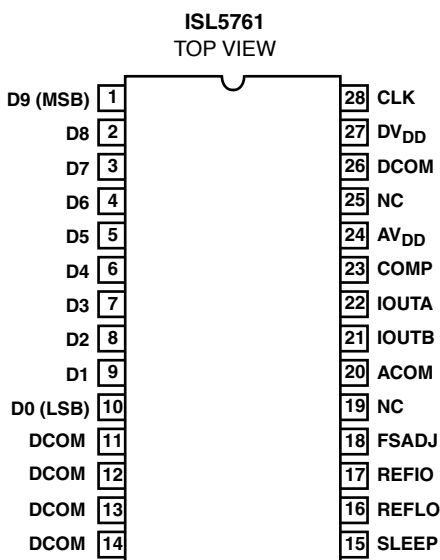 ISL5761
TOP VIEW
D9 (MSB) 1 28 CLK
D8 2 27 DVDD
D7 3 26 DCOM
D6 4 25 NC
D5 5 24 AVDD
D4 6 23 COMP
D3 7 22 IOUTA
D2 8 21 IOUTB
D1 9 20 ACOM
D0 (LSB) 10 19 NC
DCOM 11 18 FSADJ
DCOM 12 17 REFIO
DCOM 13 16 REFLO
DCOM 14 15 SLEEP